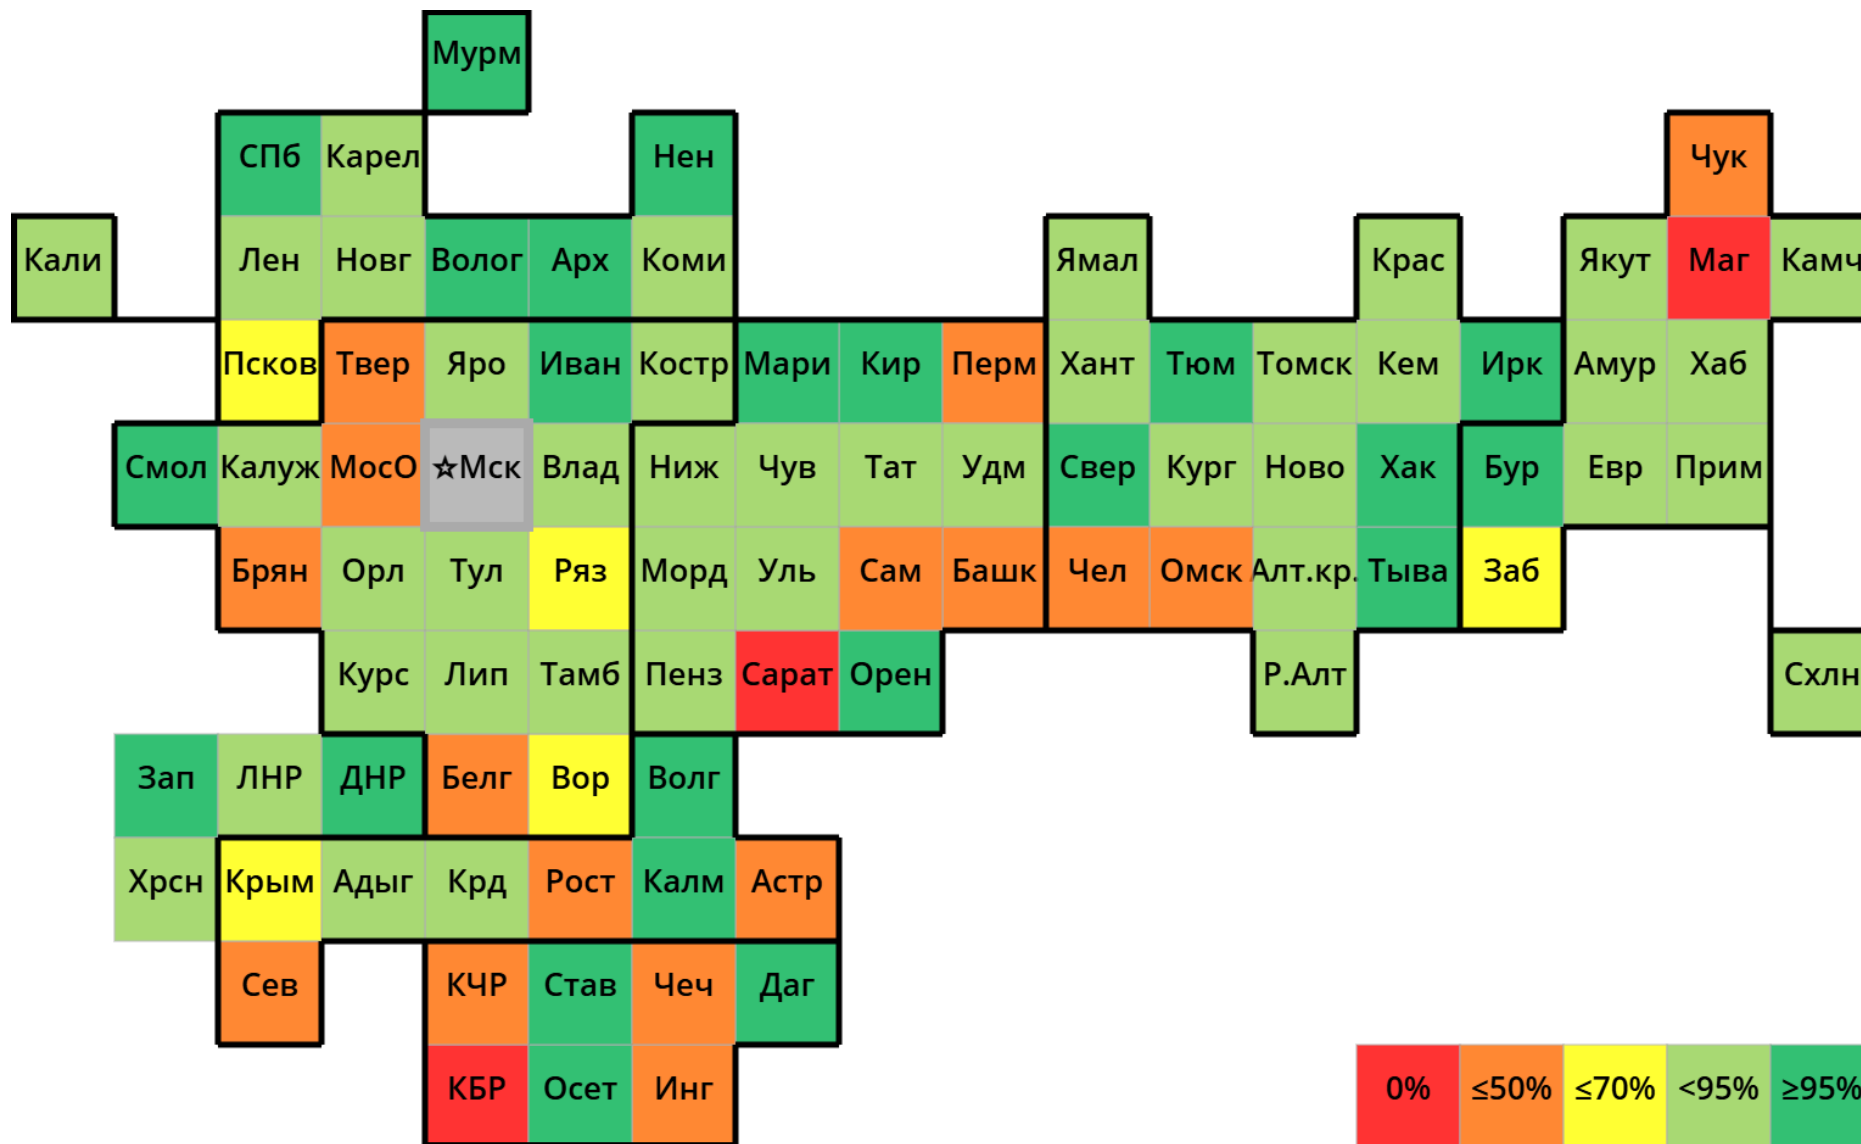 Мурм
СПб Карел Нен Чук
Кали Лен Новг Волог Арх Коми Ямал Крас Якут Маг Камч
Псков Твер Яро Иван Костр Мари Кир Перм Хант Тюм Томск Кем Ирк Амур Хаб
Смол Калуж МосО ☆Мск Влад Ниж Чув Тат Удм Свер Кург Ново Хак Бур Евр Прим
Брян Орл Тул Ряз Морд Уль Сам Башк Чел Омск Алт.кр. Тыва Заб
Курс Лип Тамб Пенз Сарат Орен Р.Алт Схлн
Зап ЛНР ДНР Белг Вор Волг
Хрсн Крым Адыг Крд Рост Калм Астр
Сев КЧР Став Чеч Даг
КБР Осет Инг 0% ≤50% ≤70% <95% ≥95%